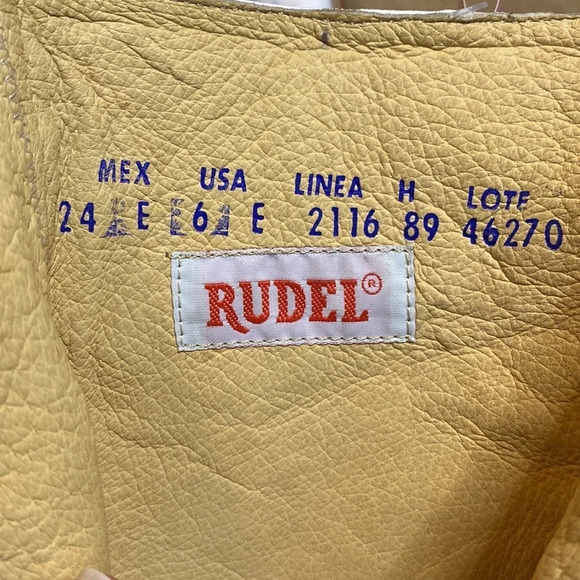 MEX USA LINEA H LOTE
24 E 6 E 2116 89 46270
RUDEL®